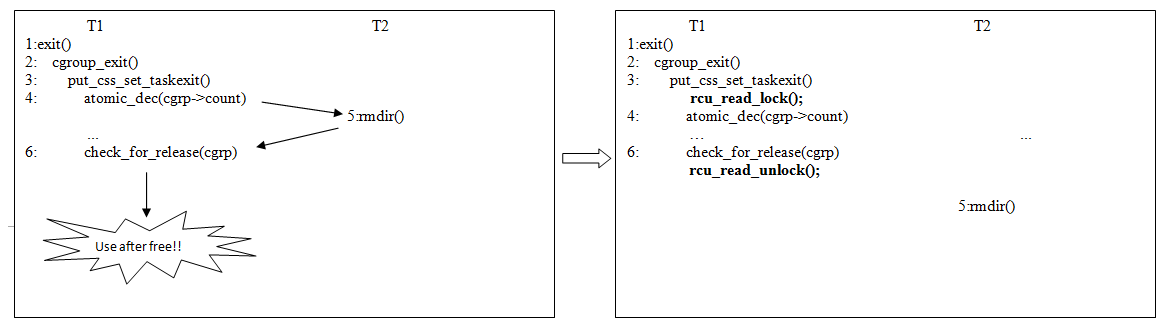 T1 T2
1:exit()
2: cgroup_exit()
3: put_css_set_taskexit()
4: atomic_dec(cgrp->count)
5:rmdir()
...
6: check_for_release(cgrp)
Use after free!!
T1 T2
1:exit()
2: cgroup_exit()
3: put_css_set_taskexit()
rcu_read_lock();
4: atomic_dec(cgrp->count)
... ...
6: check_for_release(cgrp)
rcu_read_unlock();
5:rmdir()